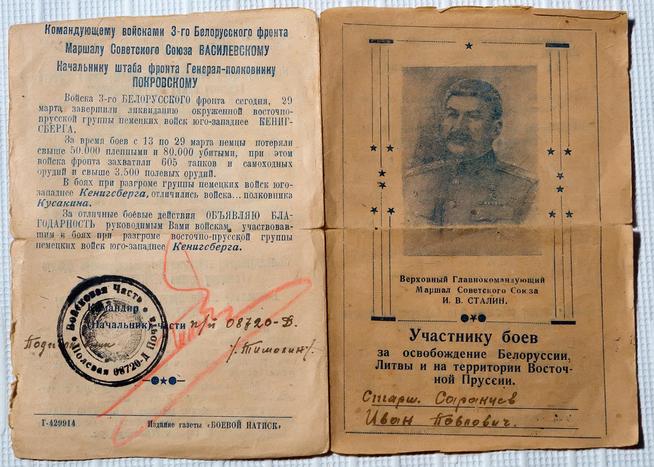 Командующему войсками 3-го Белорусского фронта
Маршалу Советского Союза ВАСИЛЕВСКОМУ
Начальнику штаба фронта Генерал-полковнику
ПОКРОВСКОМУ
Войска 3-го БЕЛОРУССКОГО фронта сегодня, 29
марта завершили ликвидацию окруженной восточно-
прусской группы немецких войск юго-западнее КЕНИГ-
СБЕРГА.
За время боев с 13 по 29 марта немцы потеряли
свыше 50.000 пленными и 80.000 убитыми, при этом
войска фронта захватили 605 танков и самоходных
орудий и свыше 3.500 полевых орудий.
В боях при разгроме группы немецких войск юго-
западнее Кенигсберга, отличились войска... полковника
Кусакина.
За отличные боевые действия ОБЪЯВЛЯЮ БЛА-
ГОДАРНОСТЬ руководимым Вами войскам, участвовав-
шим в боях при разгроме восточно-прусской группы
немецких войск юго-западнее Кенигсберга.
Войсковая Часть
Полевая Почта
08720-Д
Командир
(Начальник) части п/п 08720-Д.
/Тимохин/.
Г-429914 Издание газеты «БОЕВОЙ НАТИСК»
Верховный Главнокомандующий
Маршал Советского Союза
И. В. СТАЛИН.
Участнику боев
за освобождение Белоруссии,
Литвы и на территории Восточ-
ной Пруссии.
Старш. Саранчев
Иван Павлович.